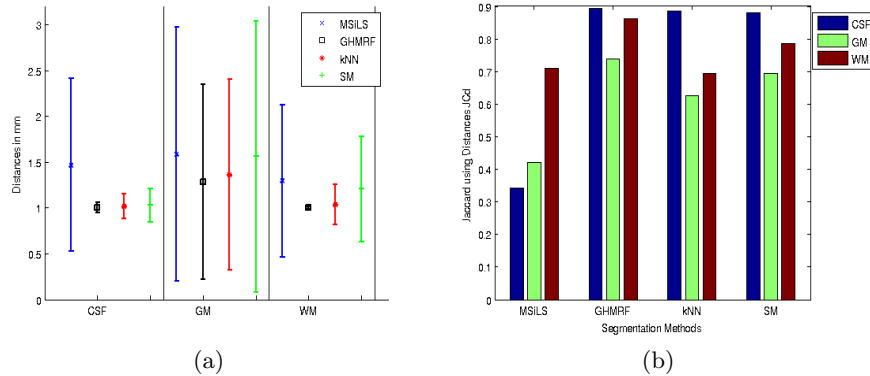 3
2.5
2
1.5
1
0.5
0
Distances in mm
MSiLS
GHMRF
kNN
SM
CSF
GM
WM
(a)
0.9
0.8
0.7
0.6
0.5
0.4
0.3
0.2
0.1
0
Jaccard using Distances JCd
MSiLS
GHMRF
kNN
SM
Segmentation Methods
CSF
GM
WM
(b)